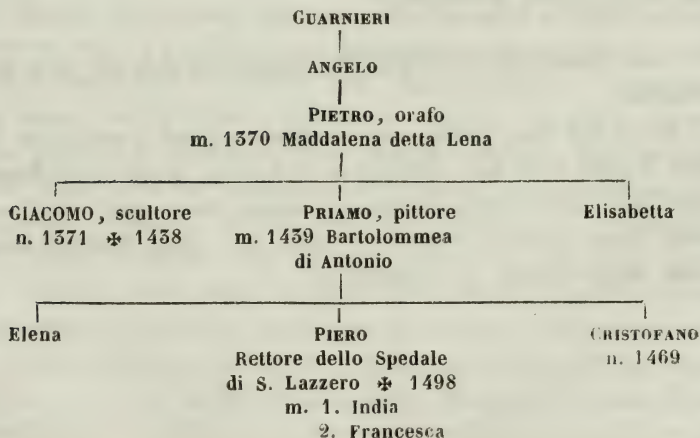 GUARNIERI
ANGELO
PIETRO, orafo
m. 1370 Maddalena detta Lena
GIACOMO, scultore
n. 1371 ✠ 1438
PRIAMO, pittore
m. 1439 Bartolommea
di Antonio
Elisabetta
Elena
PIERO
Rettore dello Spedale
di S. Lazzero ✠ 1498
m. 1. India
2. Francesca
CRISTOFANO
n. 1469